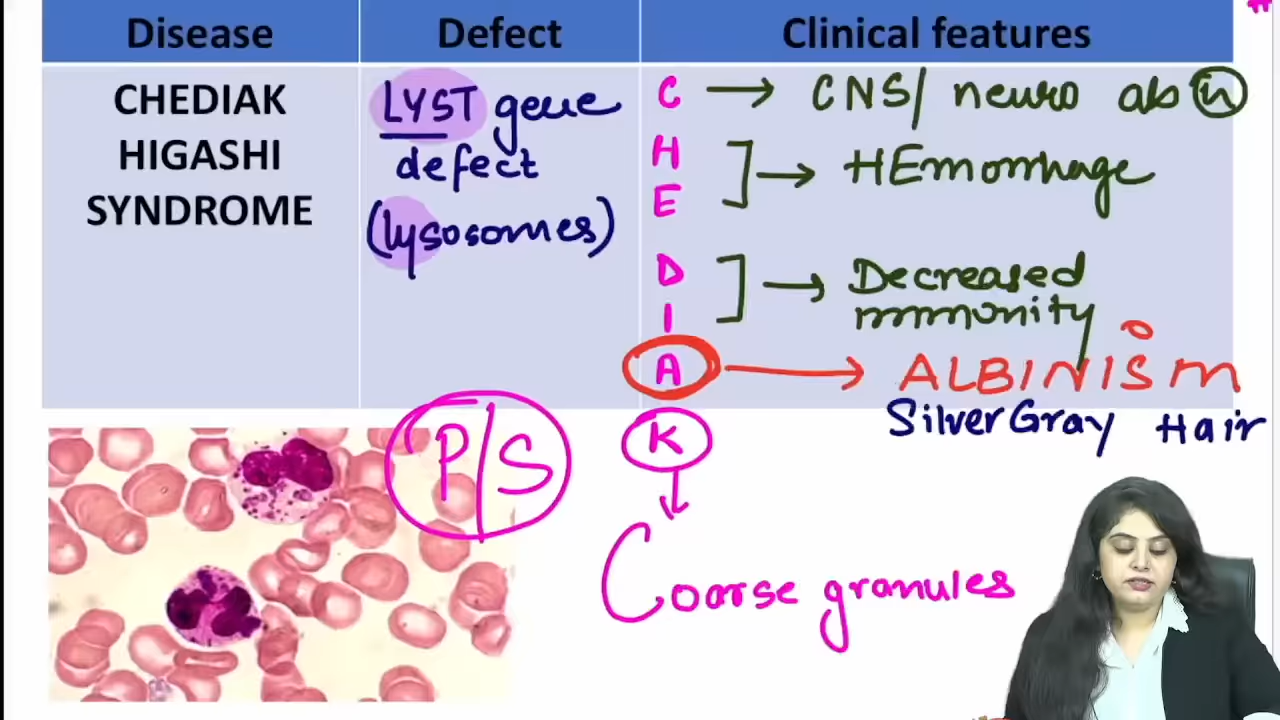 Disease Defect Clinical features
CHEDIAK
HIGASHI
SYNDROME
LYST gene
defect
(lysosomes)
C → CNS/ neuro abn
H
E
] → HEmorrhage
D
I
] → Decreased
immunity
A → ALBINISM
Silver Gray Hair
K
↓
Coarse granules
P/S